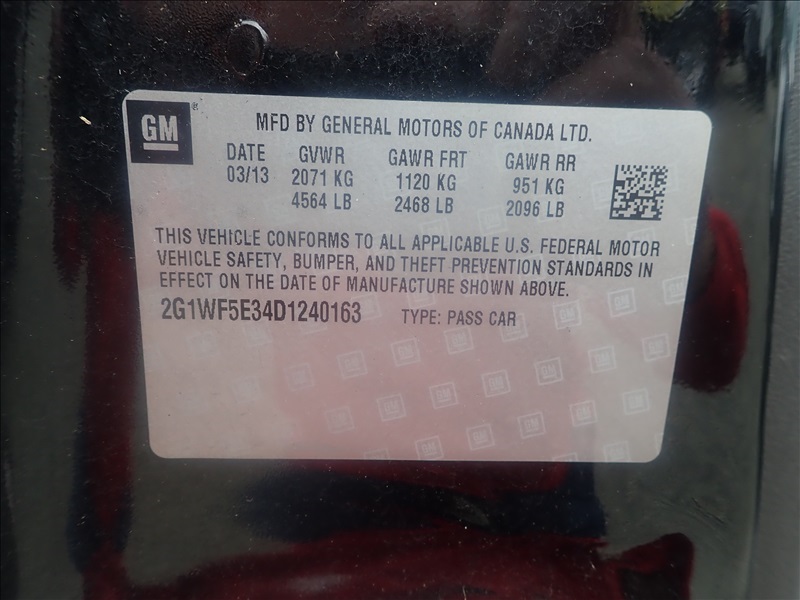 GM
MFD BY GENERAL MOTORS OF CANADA LTD.
DATE GVWR GAWR FRT GAWR RR
03/13 2071 KG 1120 KG 951 KG
4564 LB 2468 LB 2096 LB
THIS VEHICLE CONFORMS TO ALL APPLICABLE U.S. FEDERAL MOTOR
VEHICLE SAFETY, BUMPER, AND THEFT PREVENTION STANDARDS IN
EFFECT ON THE DATE OF MANUFACTURE SHOWN ABOVE.
2G1WF5E34D1240163 TYPE: PASS CAR